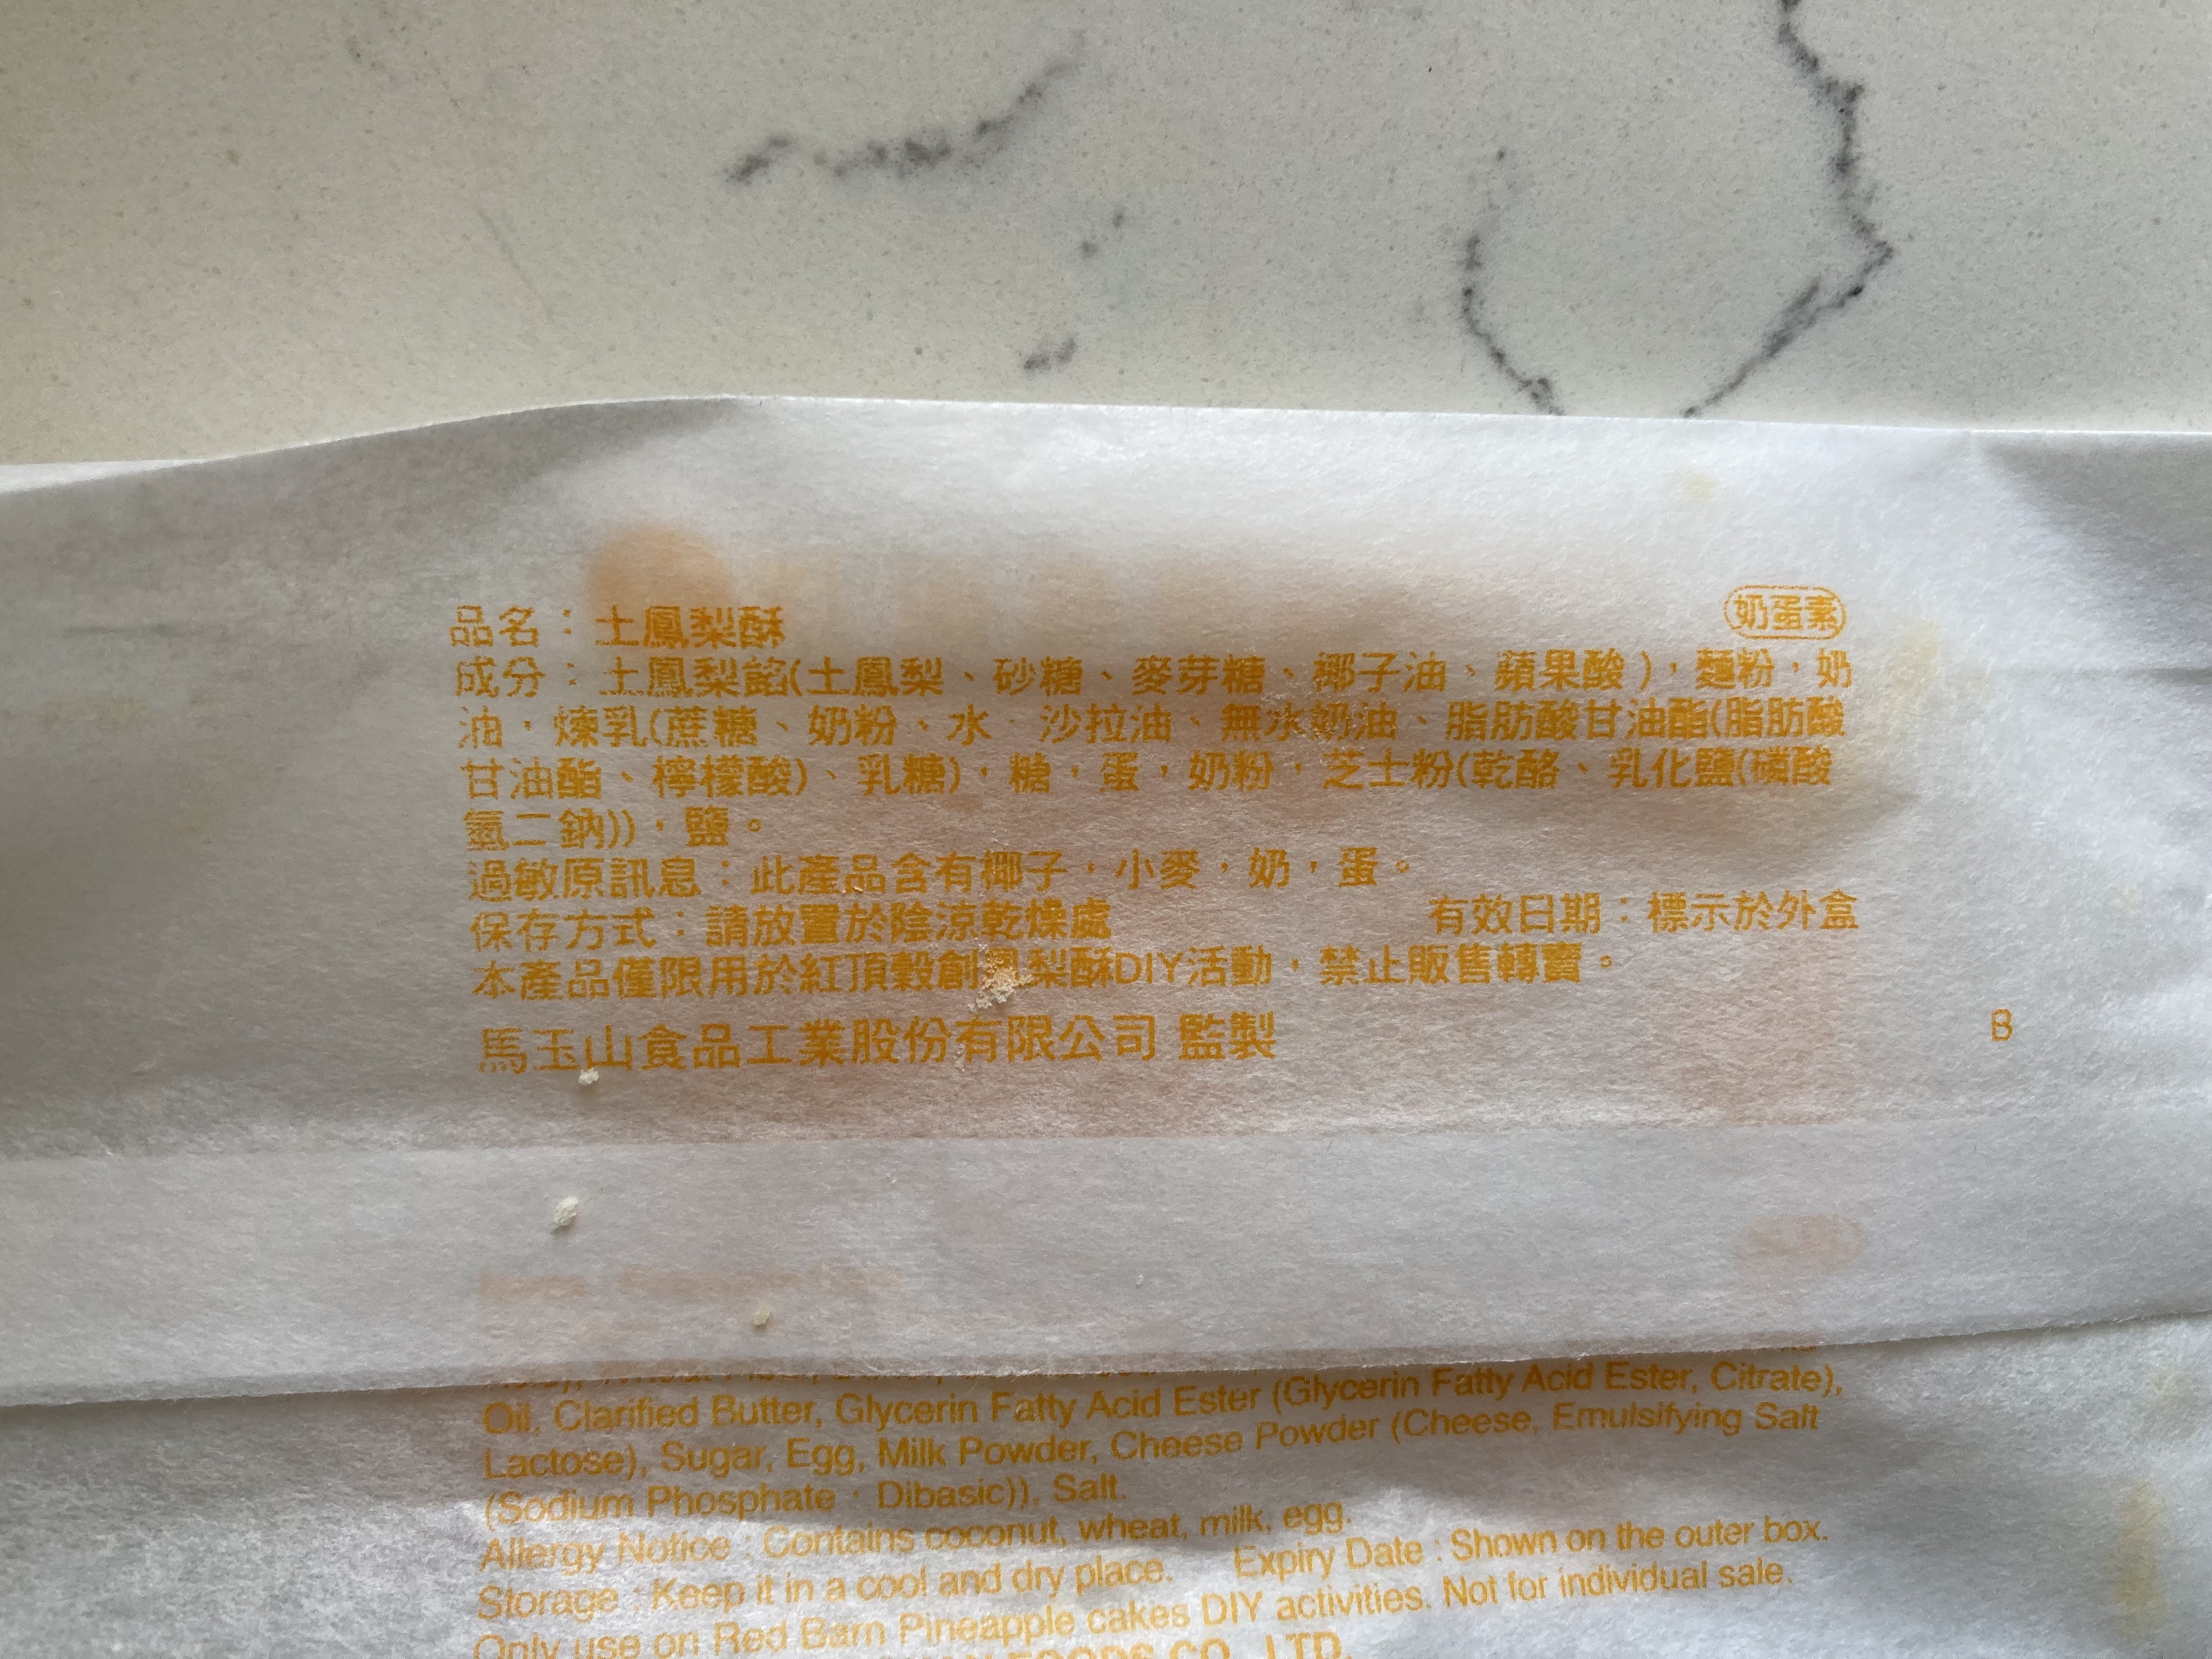 品名：土鳳梨酥
奶蛋素
成分：土鳳梨餡(土鳳梨、砂糖、麥芽糖、椰子油、蘋果酸)，麵粉，奶
油，煉乳(蔗糖、奶粉、水、沙拉油、無水奶油、脂肪酸甘油酯(脂肪酸
甘油酯、檸檬酸)、乳糖)，糖，蛋，奶粉，芝士粉(乾酪、乳化鹽(磷酸
氫二鈉))，鹽。
過敏原訊息：此產品含有椰子，小麥，奶，蛋。
保存方式：請放置於陰涼乾燥處 有效日期：標示於外盒
本產品僅限用於紅頂穀創鳳梨酥DIY活動，禁止販售轉賣。
馬玉山食品工業股份有限公司 監製
B
Oil, Clarified Butter, Glycerin Fatty Acid Ester (Glycerin Fatty Acid Ester, Citrate),
Lactose), Sugar, Egg, Milk Powder, Cheese Powder (Cheese, Emulsifying Salt
(Sodium Phosphate，Dibasic)), Salt.
Allergy Notice : Contains coconut, wheat, milk, egg.
Storage : Keep it in a cool and dry place. Expiry Date : Shown on the outer box.
Only use on Red Barn Pineapple cakes DIY activities. Not for individual sale.
FOODS CO., LTD.